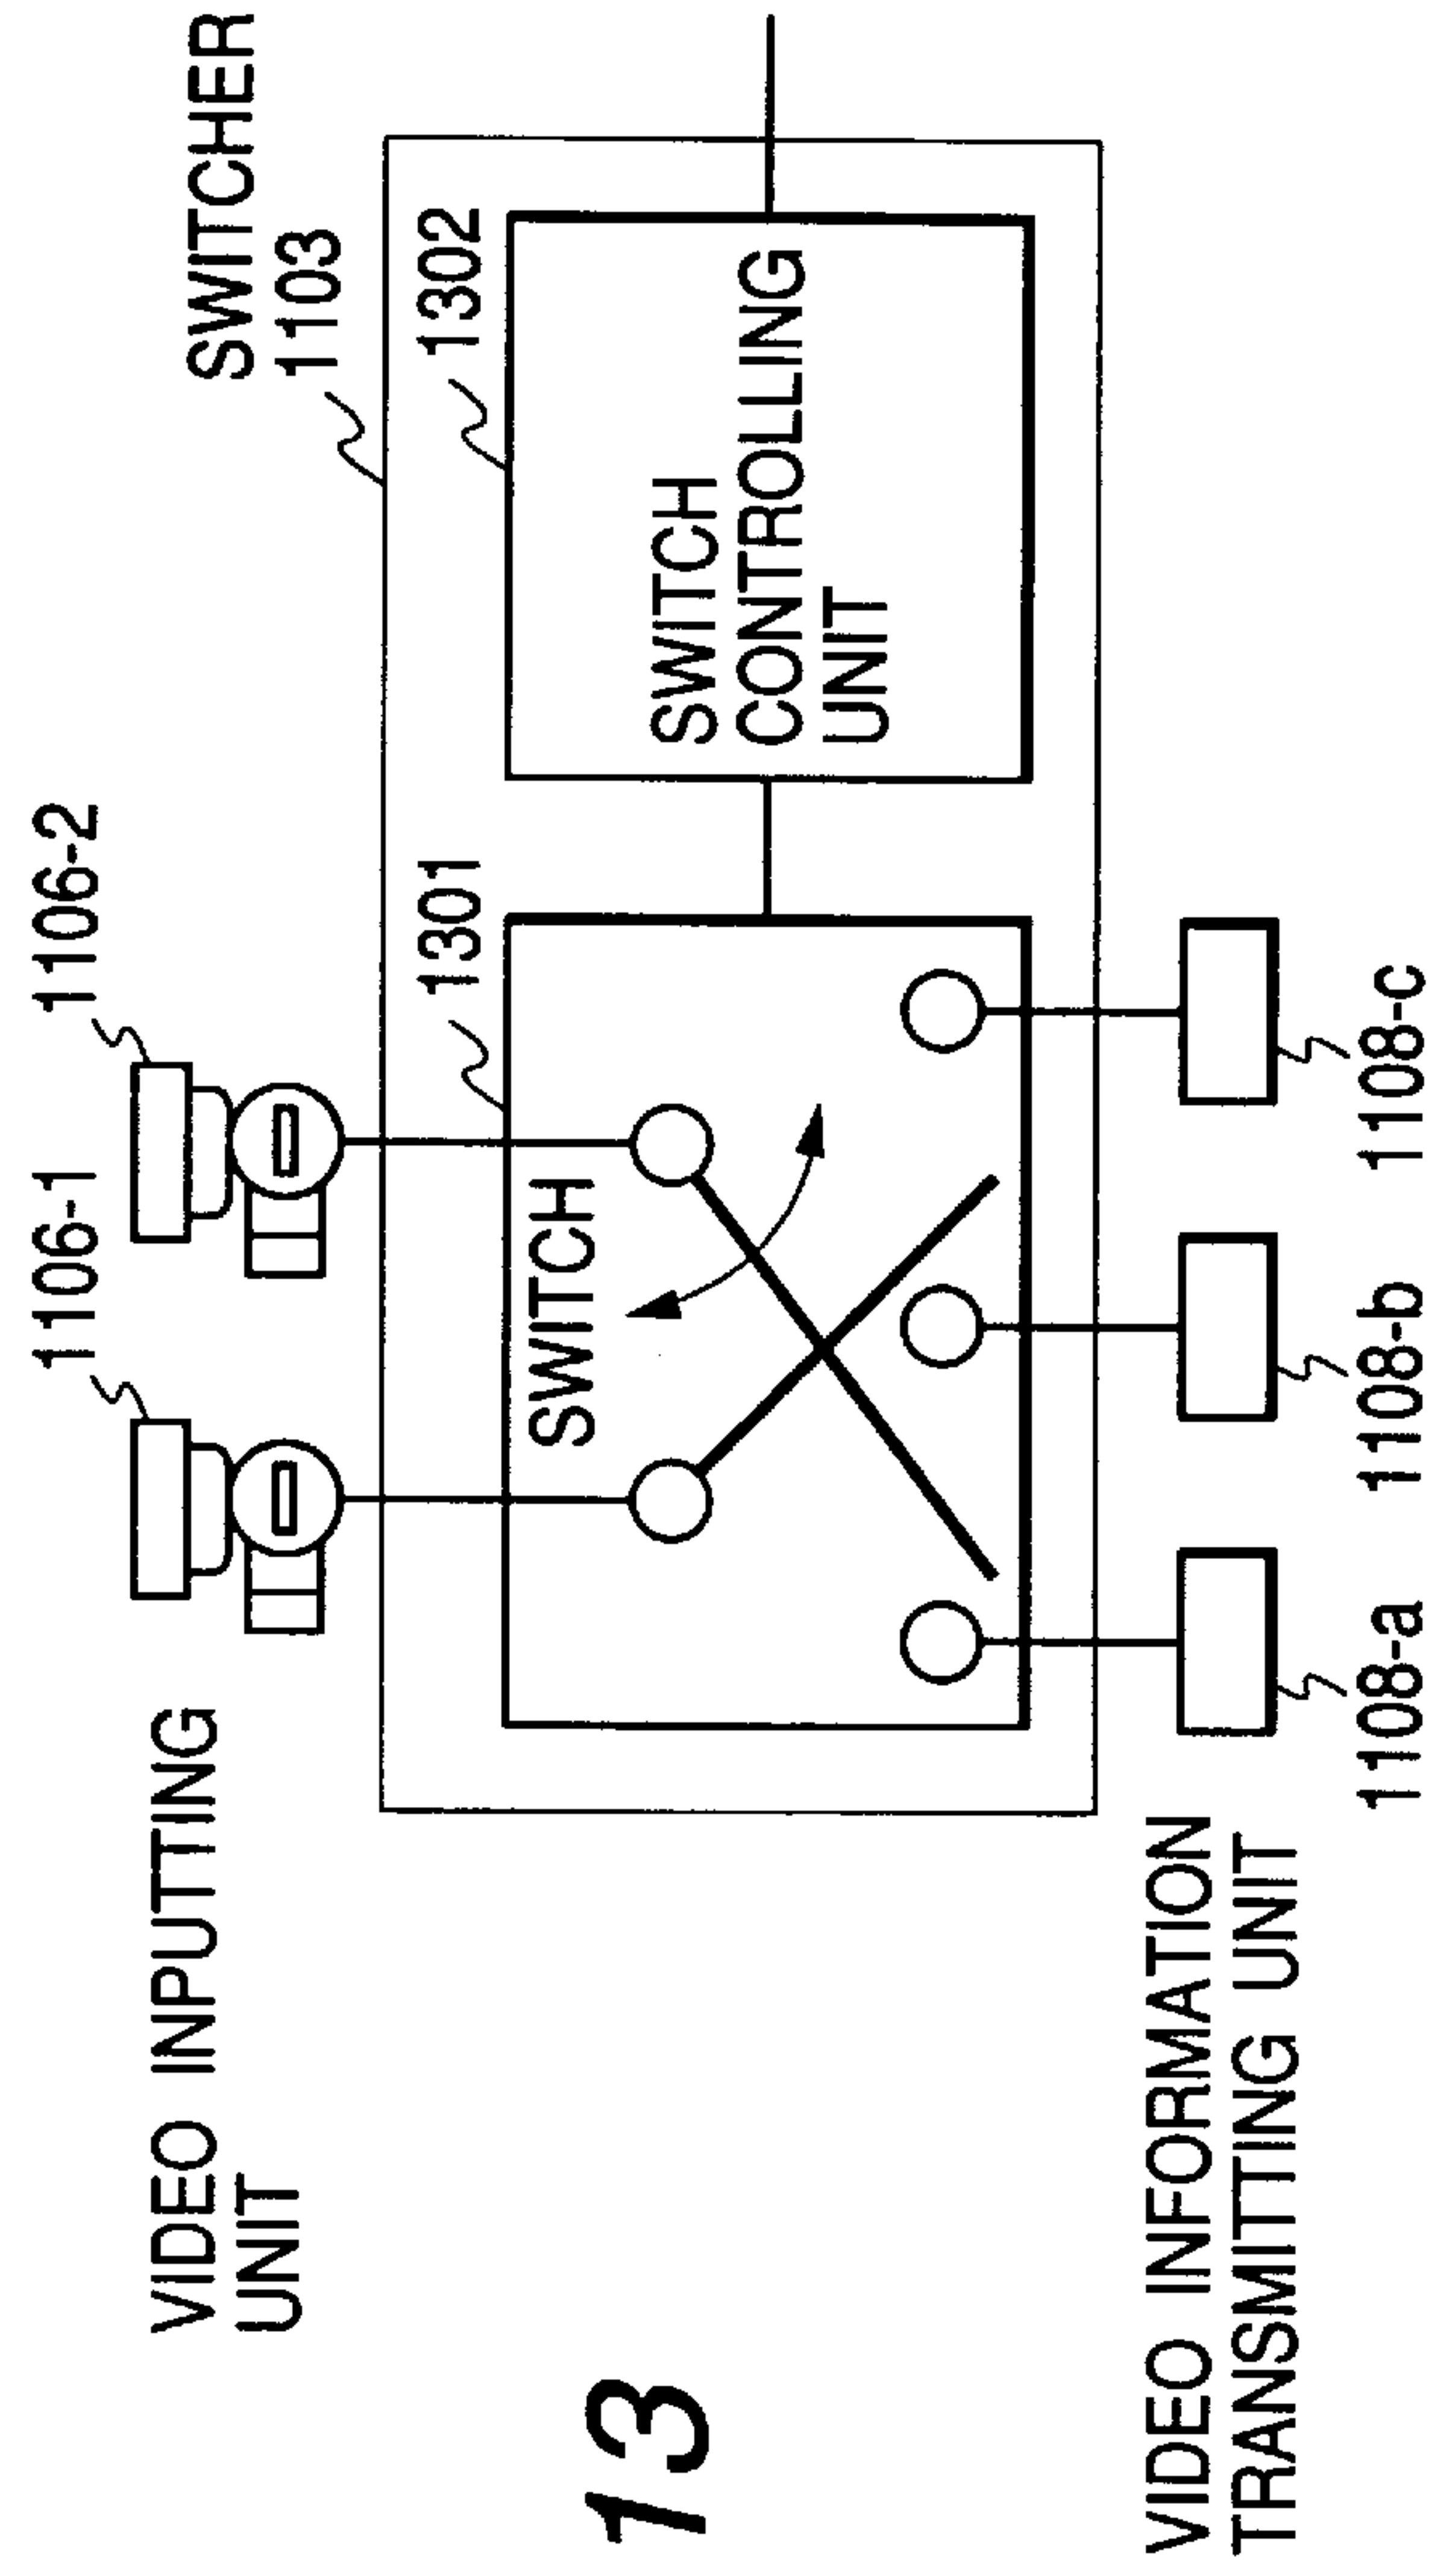 13
VIDEO INPUTTING
UNIT
1106-1
1106-2
SWITCHER
1103
1301
1302
SWITCH
SWITCH
CONTROLLING
UNIT
VIDEO INFORMATION
TRANSMITTING UNIT
1108-a
1108-b
1108-c